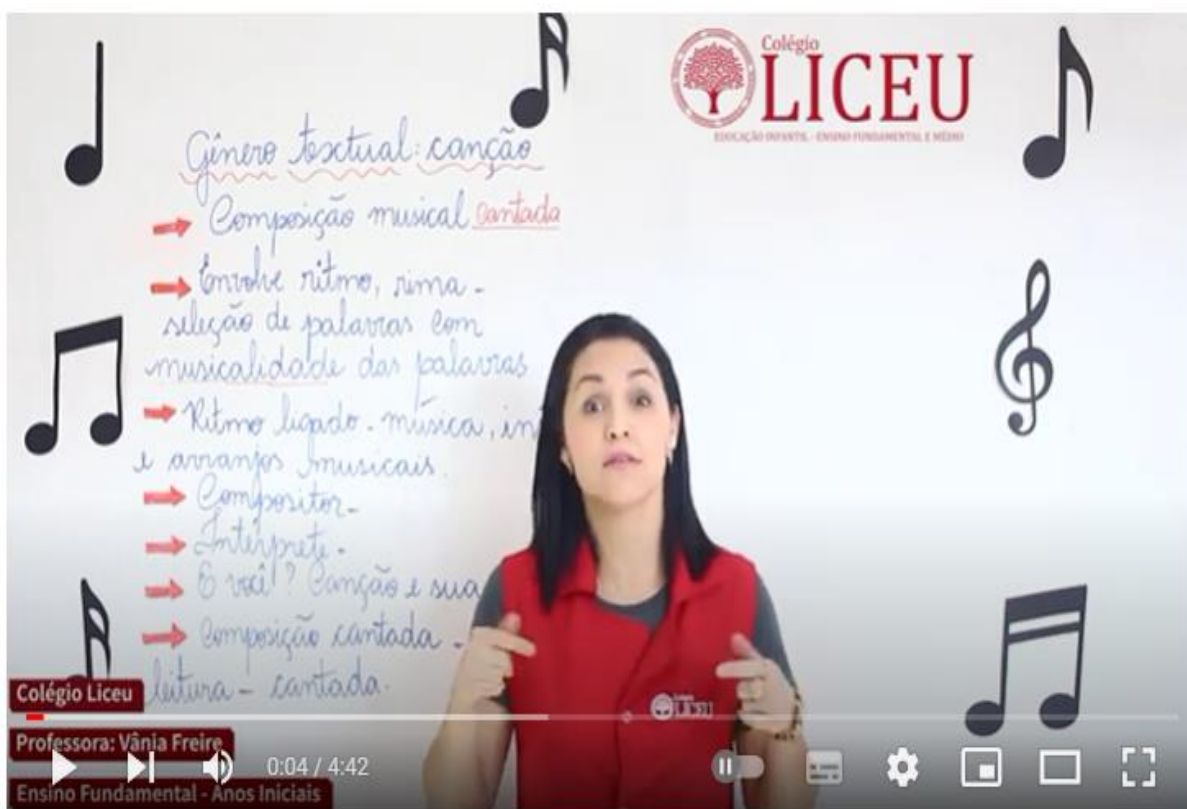 Colégio
LICEU
EDUCAÇÃO INFANTIL - ENSINO FUNDAMENTAL E MÉDIO
Gênero textual: canção
Composição musical cantada
Envolve ritmo, rima -
seleção de palavras com
musicalidade das palavras
Ritmo ligado - música, in
e arranjos musicais.
Compositor -
Intérprete -
E você? Canção e sua
Composição cantada -
leitura - cantada.
Colégio
LICEU
Colégio Liceu
Professora: Vânia Freire
0:04 / 4:42
Ensino Fundamental - Anos Iniciais